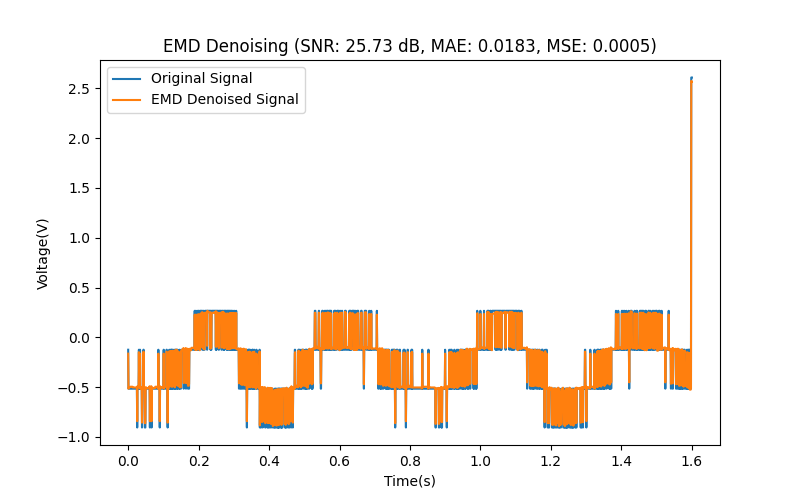 EMD Denoising (SNR: 25.73 dB, MAE: 0.0183, MSE: 0.0005)
Original Signal
EMD Denoised Signal
2.5
2.0
1.5
1.0
0.5
0.0
−0.5
−1.0
Voltage(V)
0.0 0.2 0.4 0.6 0.8 1.0 1.2 1.4 1.6
Time(s)